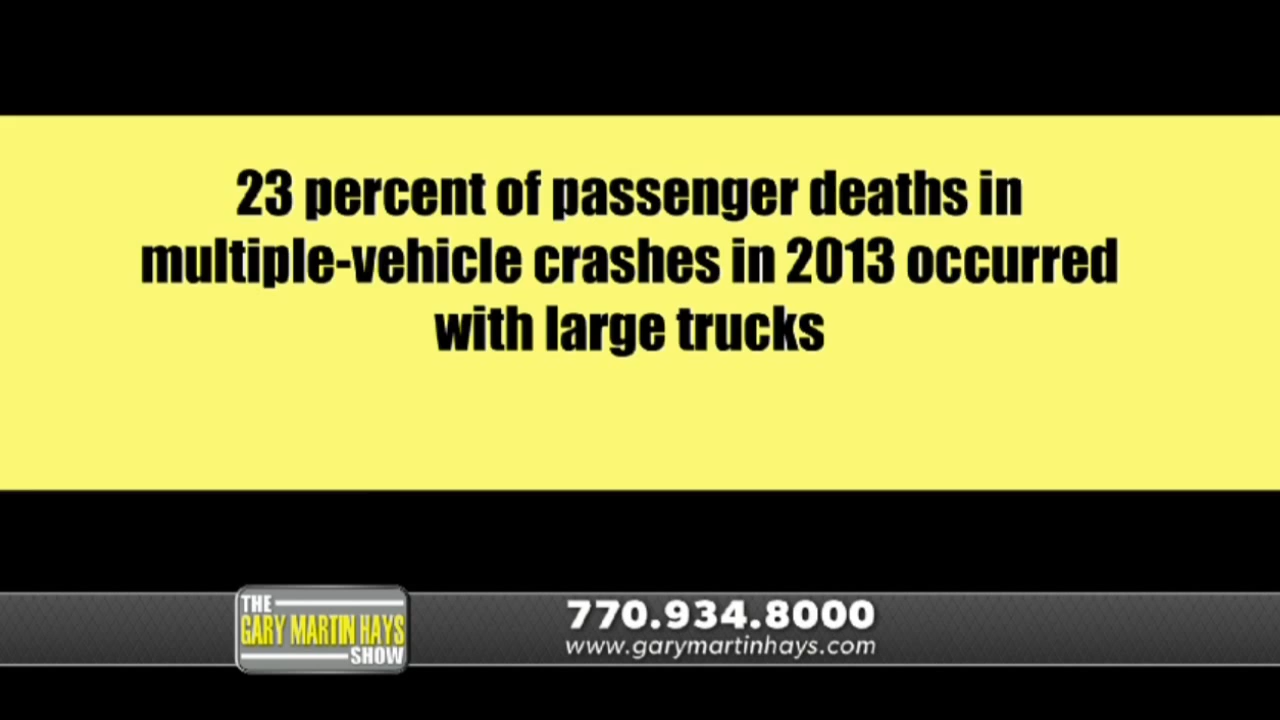 23 percent of passenger deaths in
multiple-vehicle crashes in 2013 occurred
with large trucks
THE
GARY MARTIN HAYS
SHOW
770.934.8000
www.garymartinhays.com